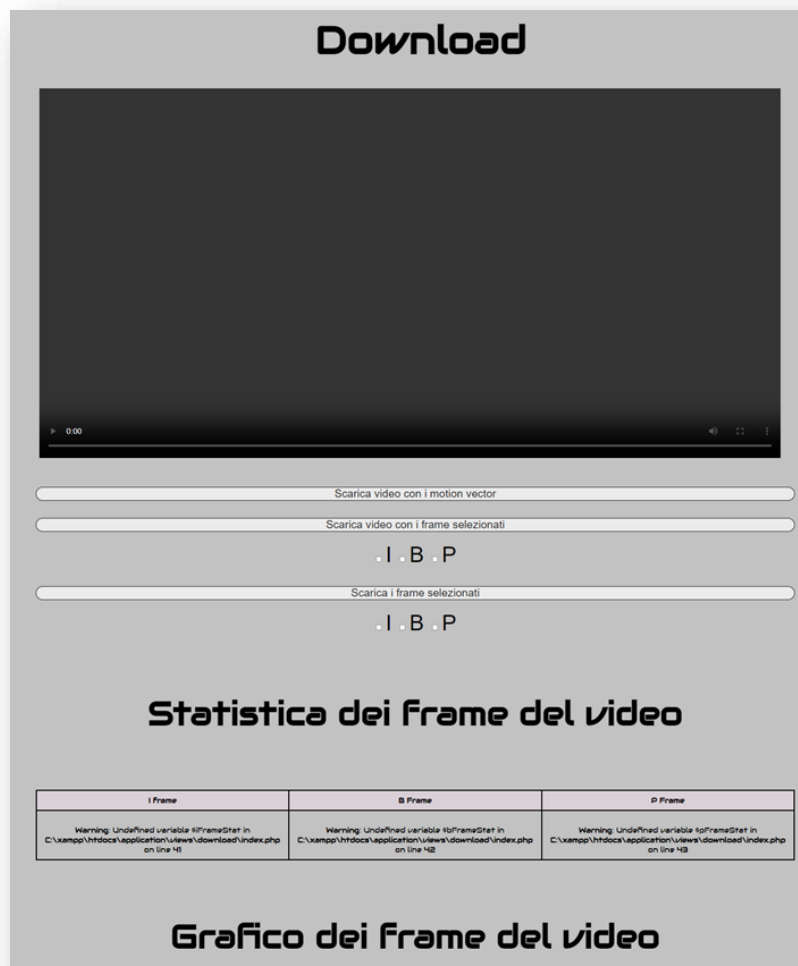 Download
0:00
Scarica video con i motion vector
Scarica video con i frame selezionati
I B P
Scarica i frame selezionati
I B P
Statistica dei frame del video
I frame B Frame P Frame
Warning: Undefined variable $iFrameStat in
C:\xampp\htdocs\application\views\download\index.php
on line 41
Warning: Undefined variable $bFrameStat in
C:\xampp\htdocs\application\views\download\index.php
on line 42
Warning: Undefined variable $pFrameStat in
C:\xampp\htdocs\application\views\download\index.php
on line 43
Grafico dei frame del video